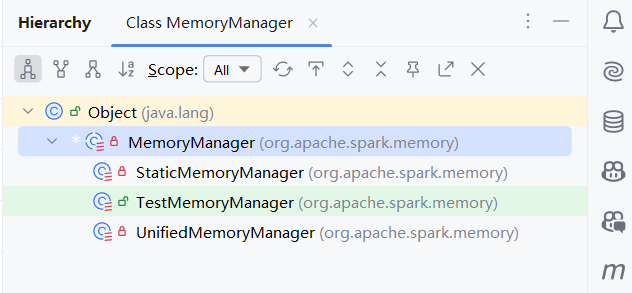 Hierarchy Class MemoryManager
Scope: All
Object (java.lang)
MemoryManager (org.apache.spark.memory)
StaticMemoryManager (org.apache.spark.memory)
TestMemoryManager (org.apache.spark.memory)
UnifiedMemoryManager (org.apache.spark.memory)